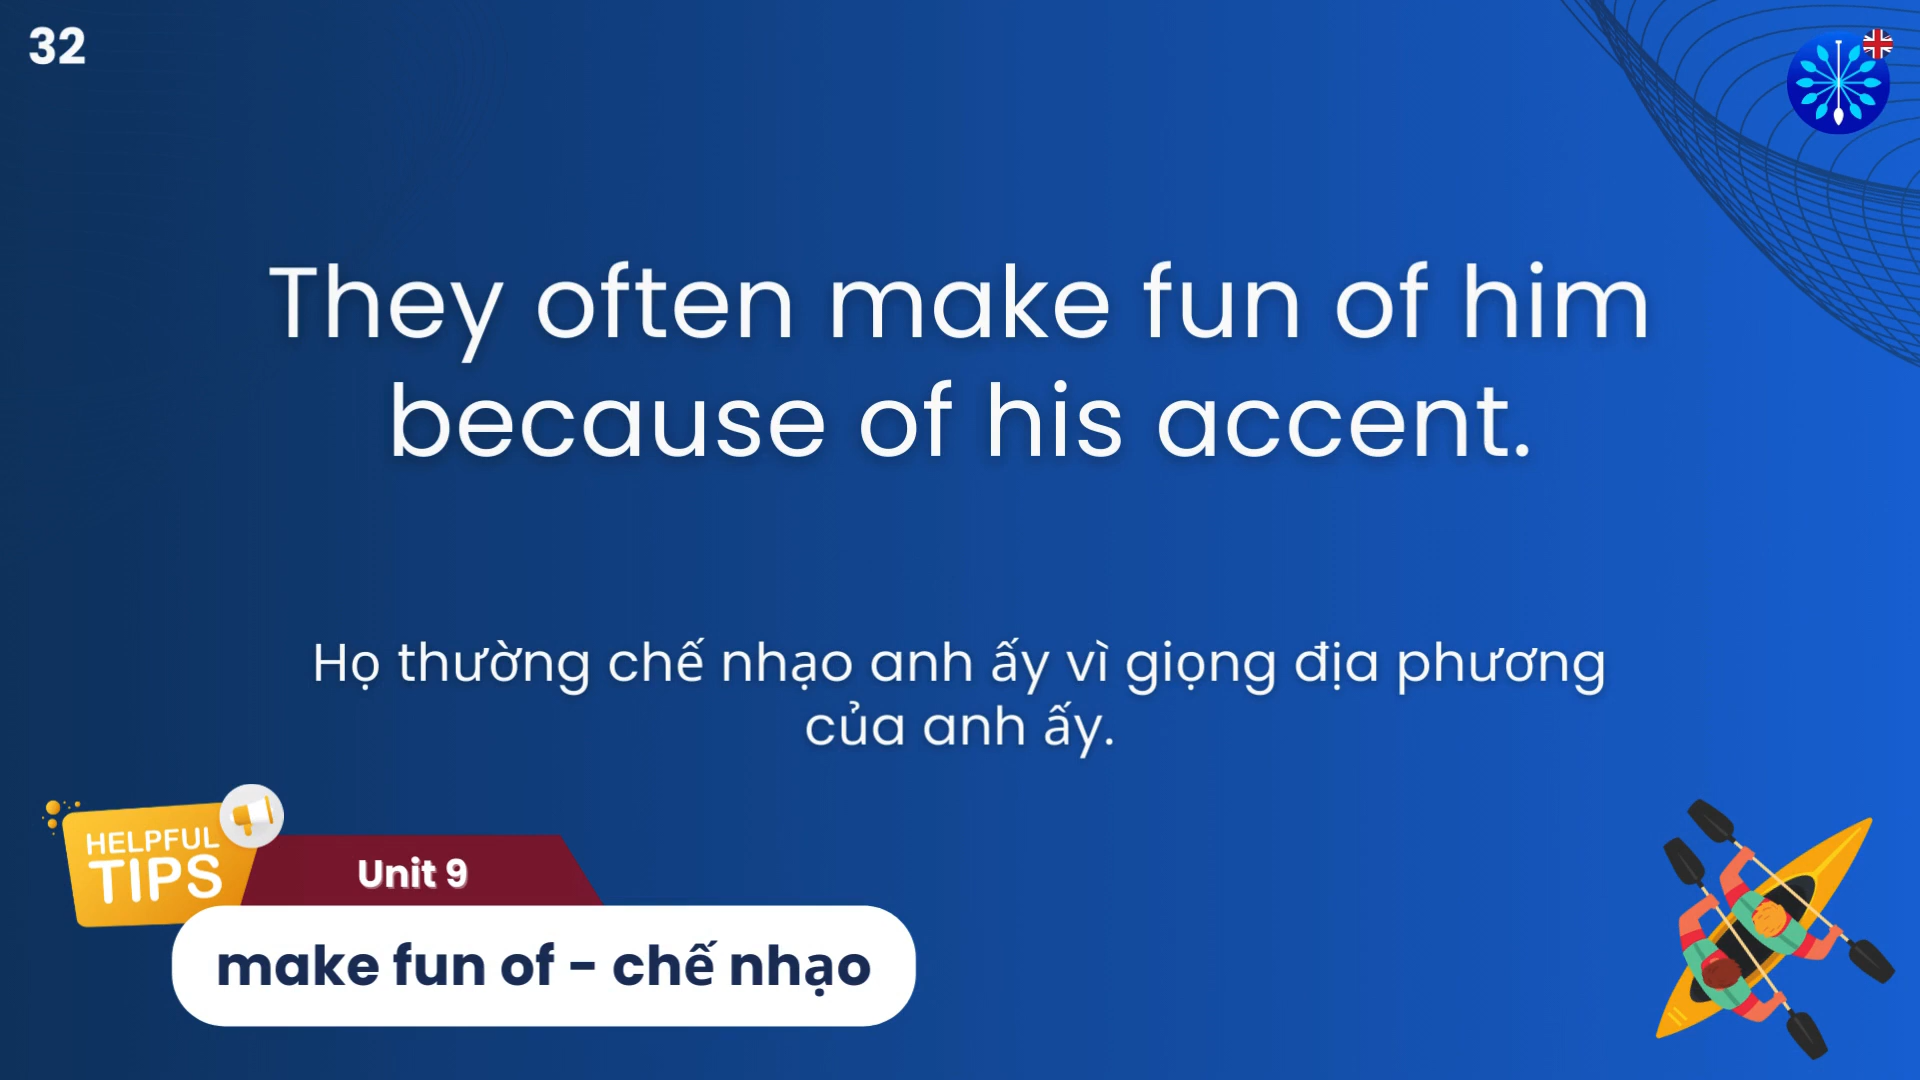 32
They often make fun of him
because of his accent.
Họ thường chế nhạo anh ấy vì giọng địa phương
của anh ấy.
HELPFUL
TIPS
Unit 9
make fun of - chế nhạo